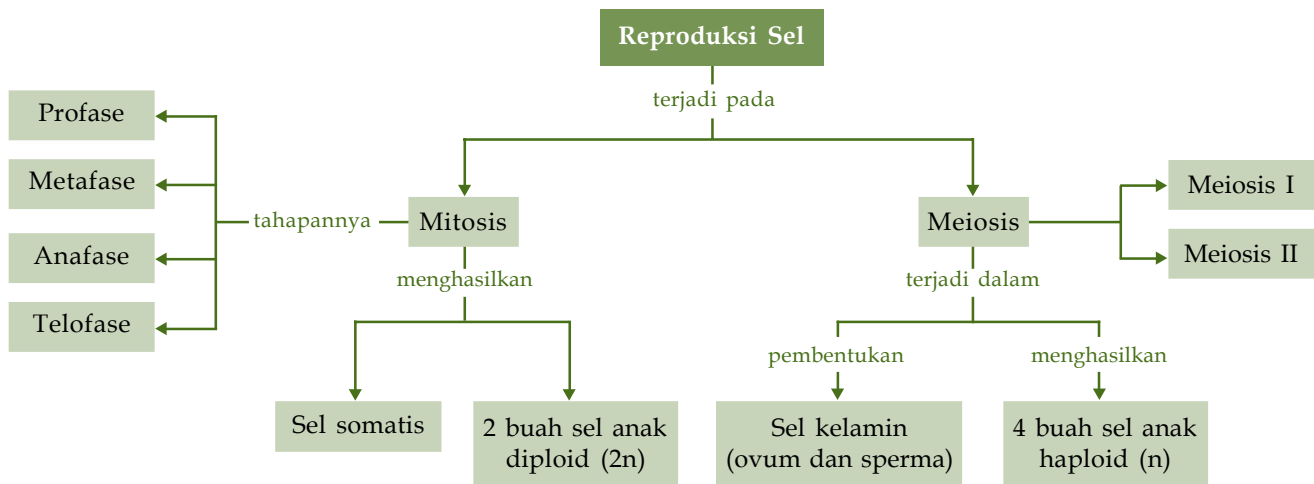 Reproduksi Sel
terjadi pada
Profase
Metafase
Anafase
Telofase
tahapannya
Mitosis
Meiosis
Meiosis I
Meiosis II
menghasilkan
terjadi dalam
pembentukan
menghasilkan
Sel somatis
2 buah sel anak
diploid (2n)
Sel kelamin
(ovum dan sperma)
4 buah sel anak
haploid (n)